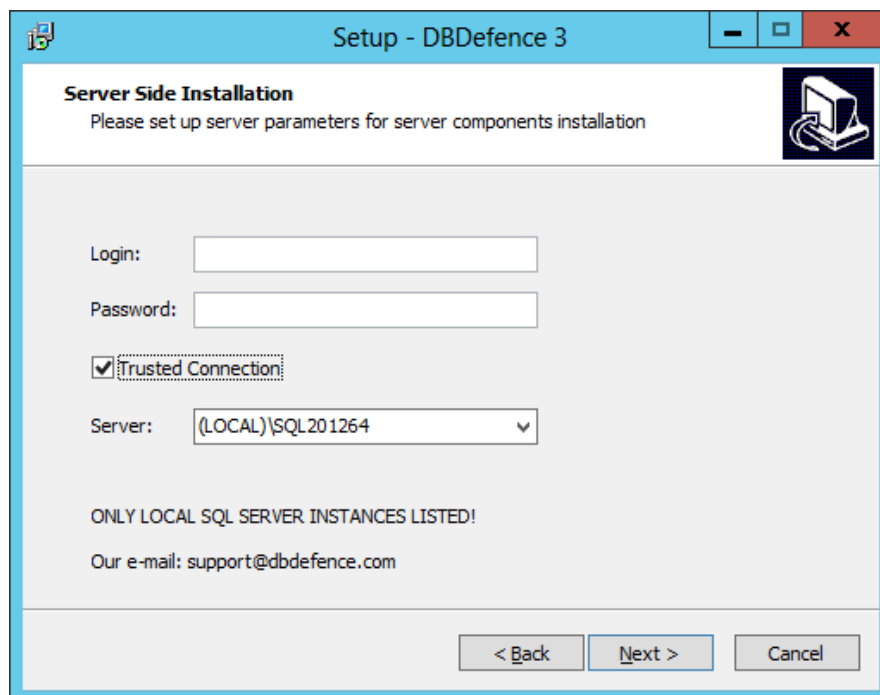 Setup - DBDefence 3
Server Side Installation
Please set up server parameters for server components installation
Login:
Password:
Trusted Connection
Server:
(LOCAL)\SQL201264
ONLY LOCAL SQL SERVER INSTANCES LISTED!
Our e-mail: support@dbdefence.com
< Back
Next >
Cancel